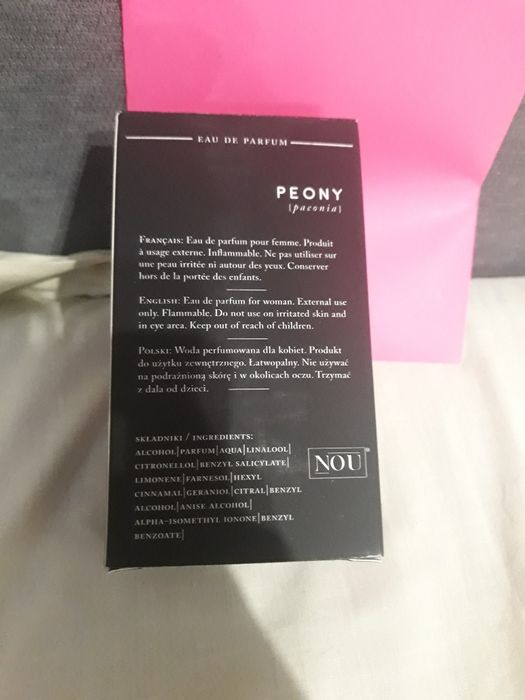 EAU DE PARFUM
PEONY
[paeonia]
FRANÇAIS: Eau de parfum pour femme. Produit
à usage externe. Inflammable. Ne pas utiliser sur
une peau irritée ni autour des yeux. Conserver
hors de la portée des enfants.
ENGLISH: Eau de parfum for woman. External use
only. Flammable. Do not use on irritated skin and
in eye area. Keep out of reach of children.
POLSKI: Woda perfumowana dla kobiet. Produkt
do użytku zewnętrznego. Łatwopalny. Nie używać
na podrażnioną skórę i w okolicach oczu. Trzymać
z dala od dzieci.
SKŁADNIKI / INGREDIENTS:
ALCOHOL|PARFUM|AQUA|LINALOOL|
CITRONELLOL|BENZYL SALICYLATE|
LIMONENE|FARNESOL|HEXYL
CINNAMAL|GERANIOL|CITRAL|BENZYL
ALCOHOL|ANISE ALCOHOL|
ALPHA-ISOMETHYL IONONE|BENZYL
BENZOATE|
NOU®